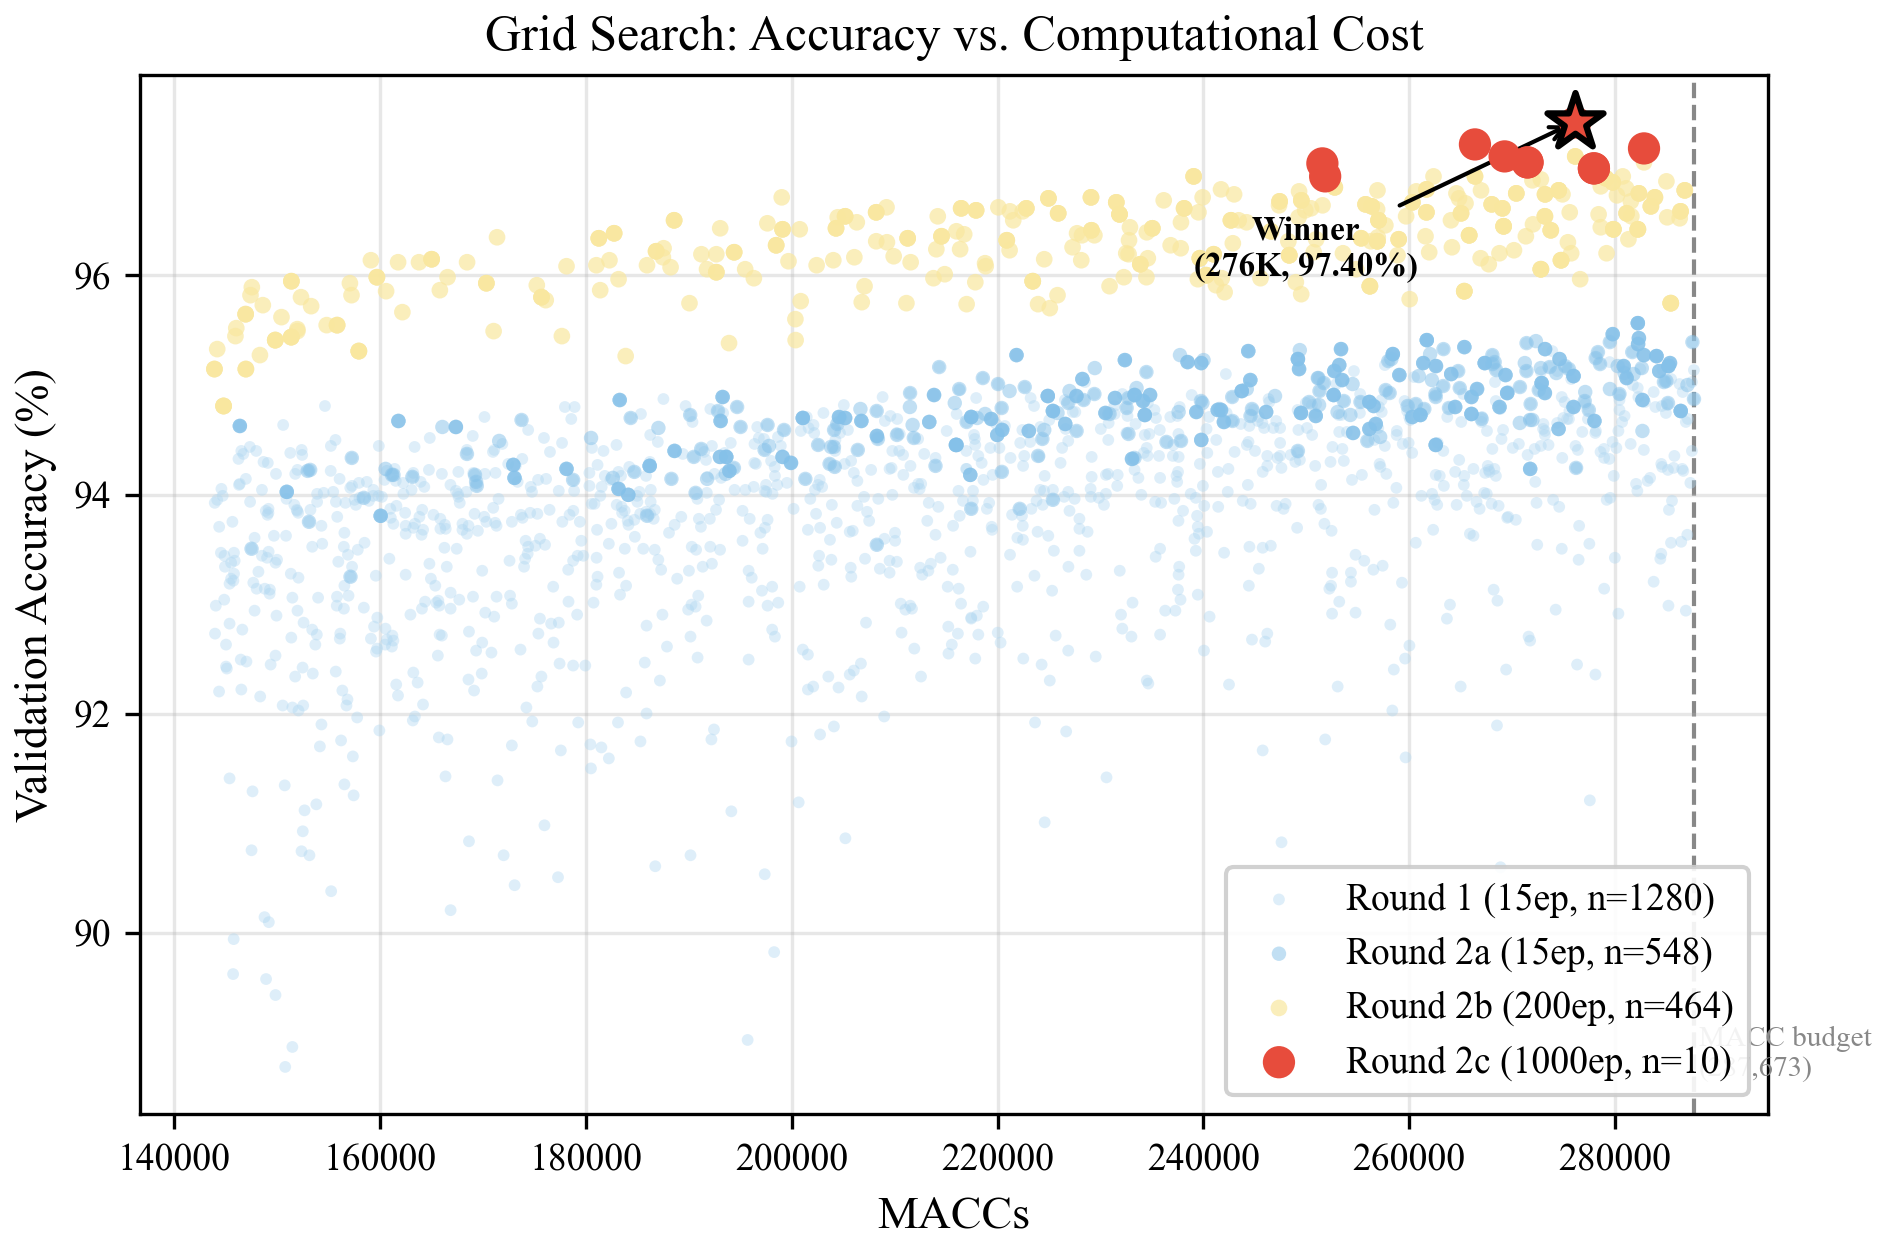 Grid Search: Accuracy vs. Computational Cost
Validation Accuracy (%)
96
94
92
90
Winner
(276K, 97.40%)
Round 1 (15ep, n=1280)
Round 2a (15ep, n=548)
Round 2b (200ep, n=464)
Round 2c (1000ep, n=10)
MACC budget
7,673)
140000 160000 180000 200000 220000 240000 260000 280000
MACCs